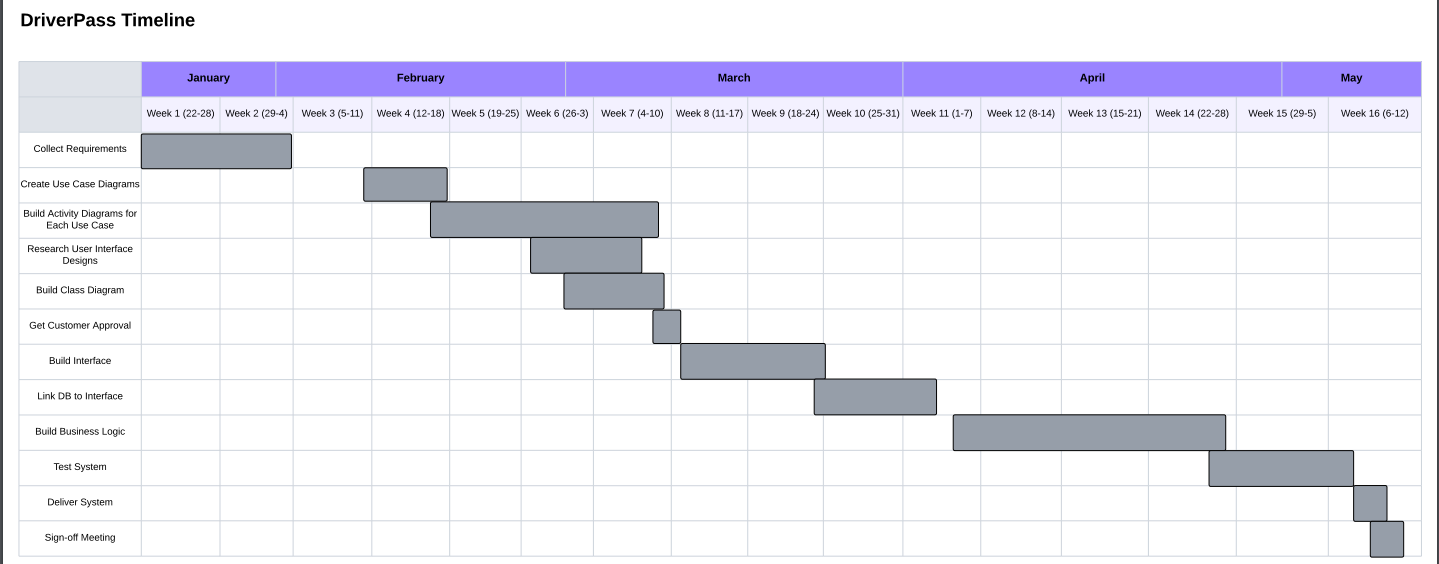 DriverPass Timeline
January February March April May
Week 1 (22-28) Week 2 (29-4) Week 3 (5-11) Week 4 (12-18) Week 5 (19-25) Week 6 (26-3) Week 7 (4-10) Week 8 (11-17) Week 9 (18-24) Week 10 (25-31) Week 11 (1-7) Week 12 (8-14) Week 13 (15-21) Week 14 (22-28) Week 15 (29-5) Week 16 (6-12)
Collect Requirements
Create Use Case Diagrams
Build Activity Diagrams for
Each Use Case
Research User Interface
Designs
Build Class Diagram
Get Customer Approval
Build Interface
Link DB to Interface
Build Business Logic
Test System
Deliver System
Sign-off Meeting